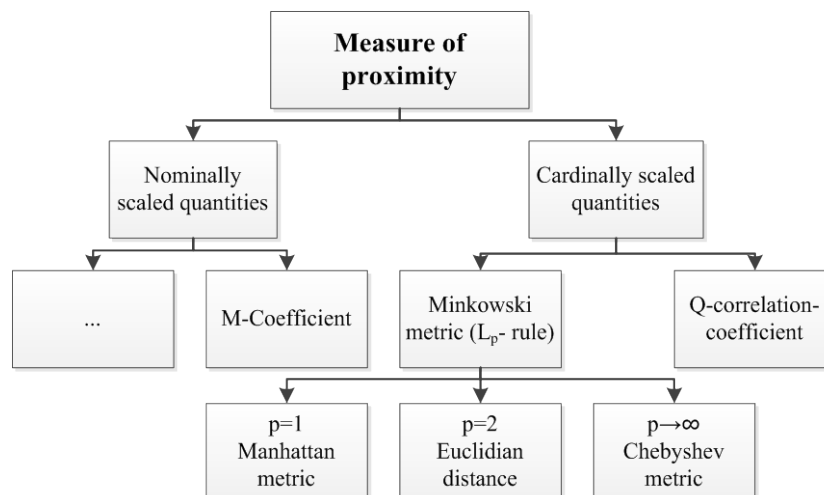 Measure of
proximity
Nominally
scaled quantities
Cardinally scaled
quantities
...
M-Coefficient
Minkowski
metric (Lₚ- rule)
Q-correlation-
coefficient
p=1
Manhattan
metric
p=2
Euclidian
distance
p→∞
Chebyshev
metric